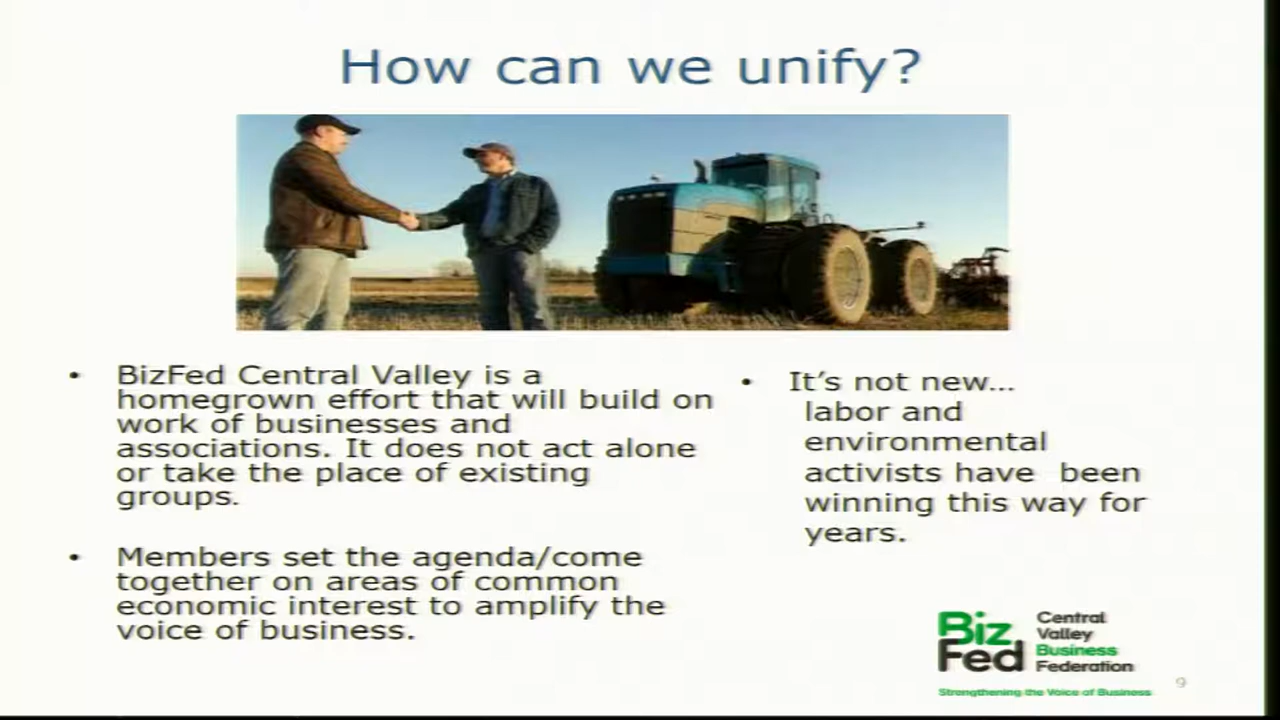 How can we unify?
• BizFed Central Valley is a
homegrown effort that will build on
work of businesses and
associations. It does not act alone
or take the place of existing
groups.
• Members set the agenda/come
together on areas of common
economic interest to amplify the
voice of business.
• It's not new...
labor and
environmental
activists have been
winning this way for
years.
Biz
Fed
Central
Valley
Business
Federation
Strengthening the Voice of Business
9